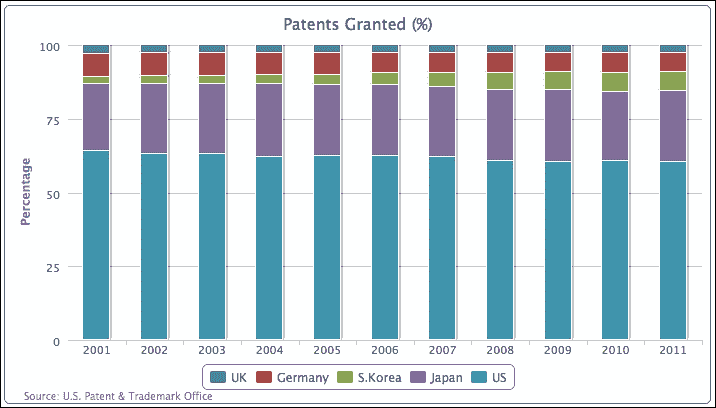 Patents Granted (%)
Percentage
100
75
50
25
0
2001 2002 2003 2004 2005 2006 2007 2008 2009 2010 2011
UK Germany S.Korea Japan US
Source: U.S. Patent & Trademark Office